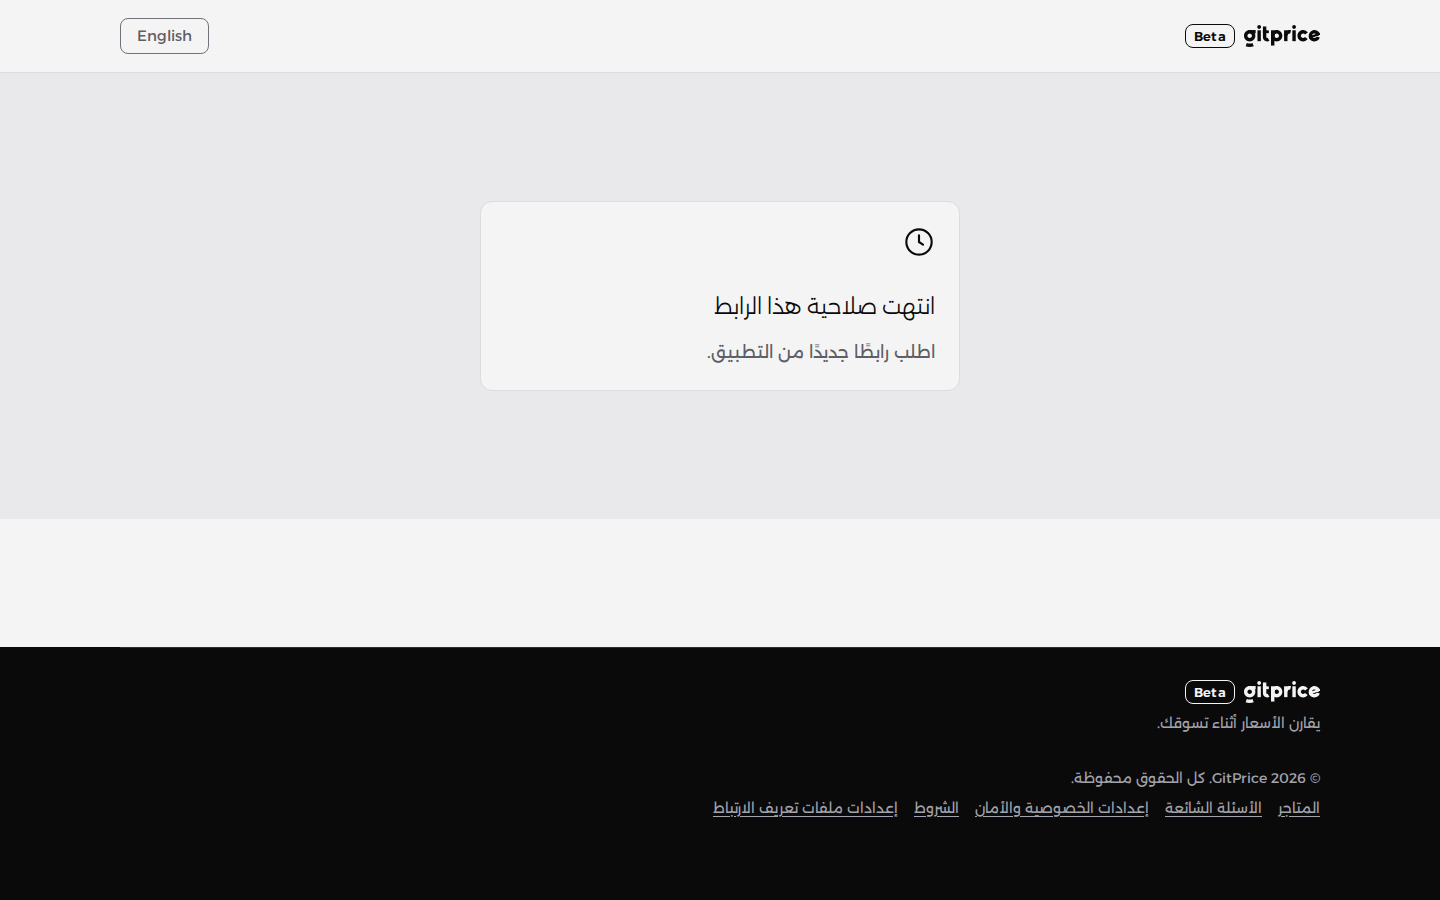 gitprice Beta
English
انتهت صلاحية هذا الرابط
اطلب رابطًا جديدًا من التطبيق.
gitprice Beta
يقارن الأسعار أثناء تسوقك.
© 2026 GitPrice. كل الحقوق محفوظة.
المتاجر الأسئلة الشائعة إعدادات الخصوصية والأمان الشروط إعدادات ملفات تعريف الارتباط